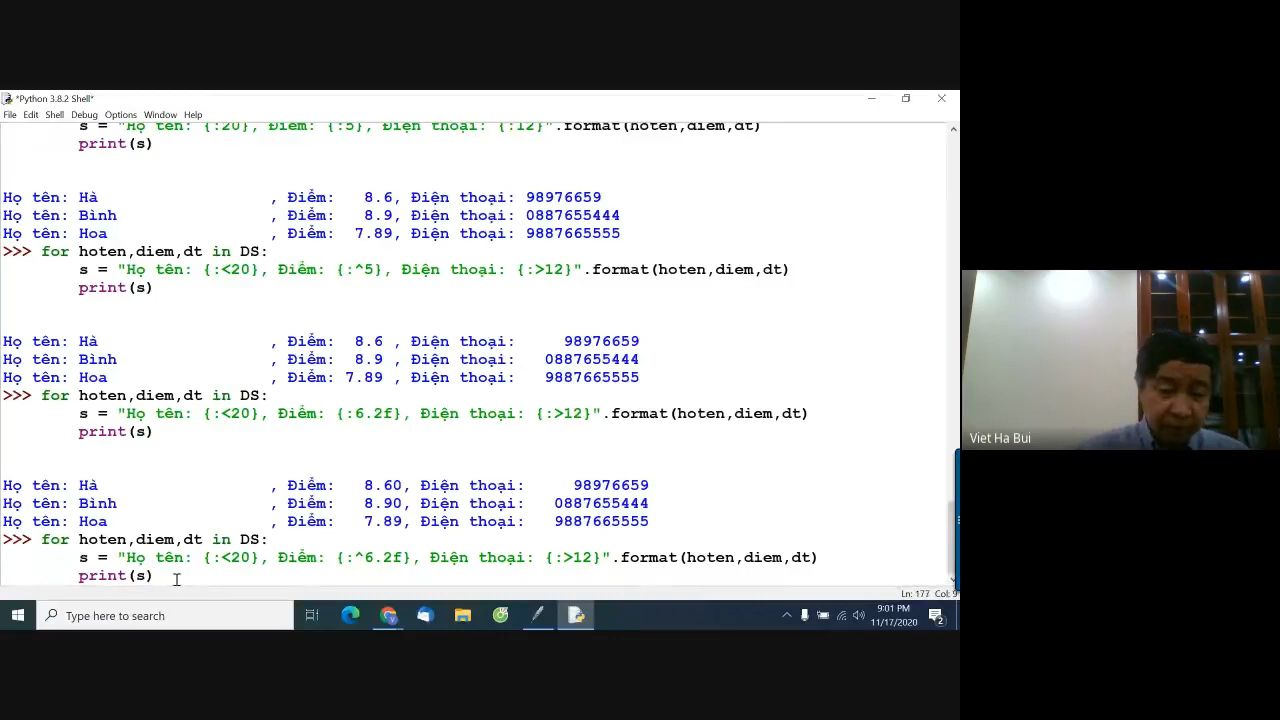 *Python 3.8.2 Shell*
File Edit Shell Debug Options Window Help
s = "Họ tên: {:20}, Điểm: {:5}, Điện thoại: {:12}".format(hoten,diem,dt)
print(s)
Họ tên: Hà                  , Điểm:   8.6, Điện thoại: 98976659
Họ tên: Bình                , Điểm:   8.9, Điện thoại: 0887655444
Họ tên: Hoa                 , Điểm:  7.89, Điện thoại: 9887665555
>>> for hoten,diem,dt in DS:
s = "Họ tên: {:<20}, Điểm: {:^5}, Điện thoại: {:>12}".format(hoten,diem,dt)
print(s)
Họ tên: Hà                  , Điểm:  8.6 , Điện thoại:     98976659
Họ tên: Bình                , Điểm:  8.9 , Điện thoại:   0887655444
Họ tên: Hoa                 , Điểm: 7.89 , Điện thoại:   9887665555
>>> for hoten,diem,dt in DS:
s = "Họ tên: {:<20}, Điểm: {:6.2f}, Điện thoại: {:>12}".format(hoten,diem,dt)
print(s)
Họ tên: Hà                  , Điểm:   8.60, Điện thoại:     98976659
Họ tên: Bình                , Điểm:   8.90, Điện thoại:   0887655444
Họ tên: Hoa                 , Điểm:   7.89, Điện thoại:   9887665555
>>> for hoten,diem,dt in DS:
s = "Họ tên: {:<20}, Điểm: {:^6.2f}, Điện thoại: {:>12}".format(hoten,diem,dt)
print(s)
Ln: 177 Col: 9
Type here to search
9:01 PM
11/17/2020
2
Viet Ha Bui